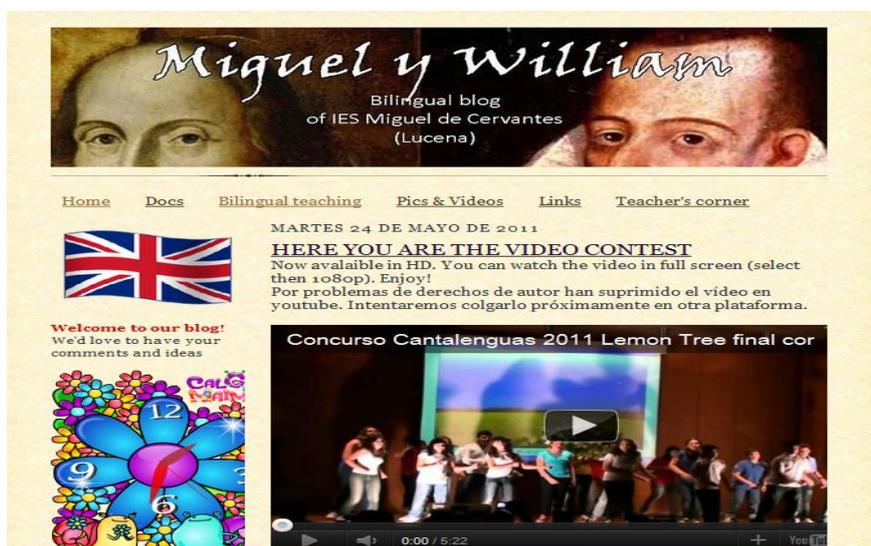 Miguel y William
Bilingual blog
of IES Miguel de Cervantes
(Lucena)
Home Docs Bilingual teaching Pics & Videos Links Teacher's corner
MARTES 24 DE MAYO DE 2011
HERE YOU ARE THE VIDEO CONTEST
Now avalaible in HD. You can watch the video in full screen (select
then 1080p). Enjoy!
Por problemas de derechos de autor han suprimido el vídeo en
youtube. Intentaremos colgarlo próximamente en otra plataforma.
Welcome to our blog!
We'd love to have your
comments and ideas
12
3
6
9
Concurso Cantalenguas 2011 Lemon Tree final cor
0:00 / 5:22